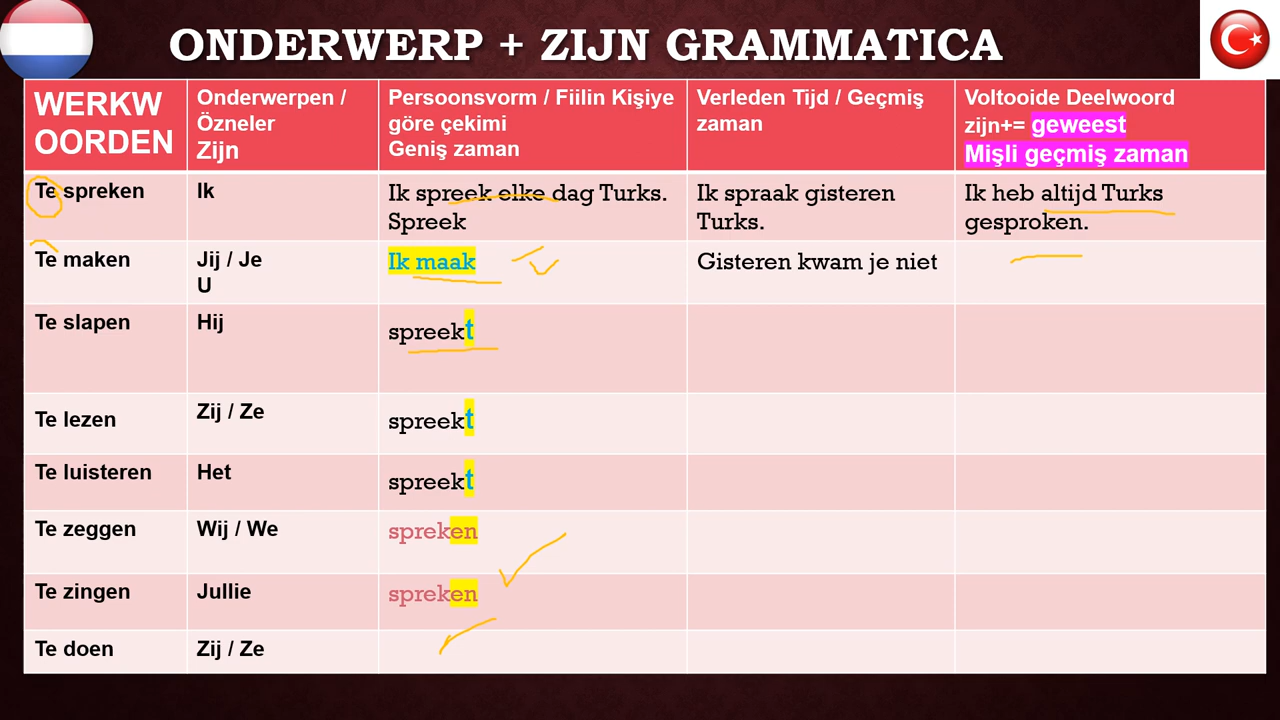 ONDERWERP + ZIJN GRAMMATICA
WERKW
OORDEN
Onderwerpen /
Özneler
Zijn
Persoonsvorm / Fiilin Kişiye
göre çekimi
Geniş zaman
Verleden Tijd / Geçmiş
zaman
Voltooide Deelwoord
zijn+= geweest
Mişli geçmiş zaman
Te spreken
Ik
Ik spreek elke dag Turks.
Spreek
Ik spraak gisteren
Turks.
Ik heb altijd Turks
gesproken.
Te maken
Jij / Je
U
Ik maak
Gisteren kwam je niet
Te slapen
Hij
spreekt
Te lezen
Zij / Ze
spreekt
Te luisteren
Het
spreekt
Te zeggen
Wij / We
spreken
Te zingen
Jullie
spreken
Te doen
Zij / Ze